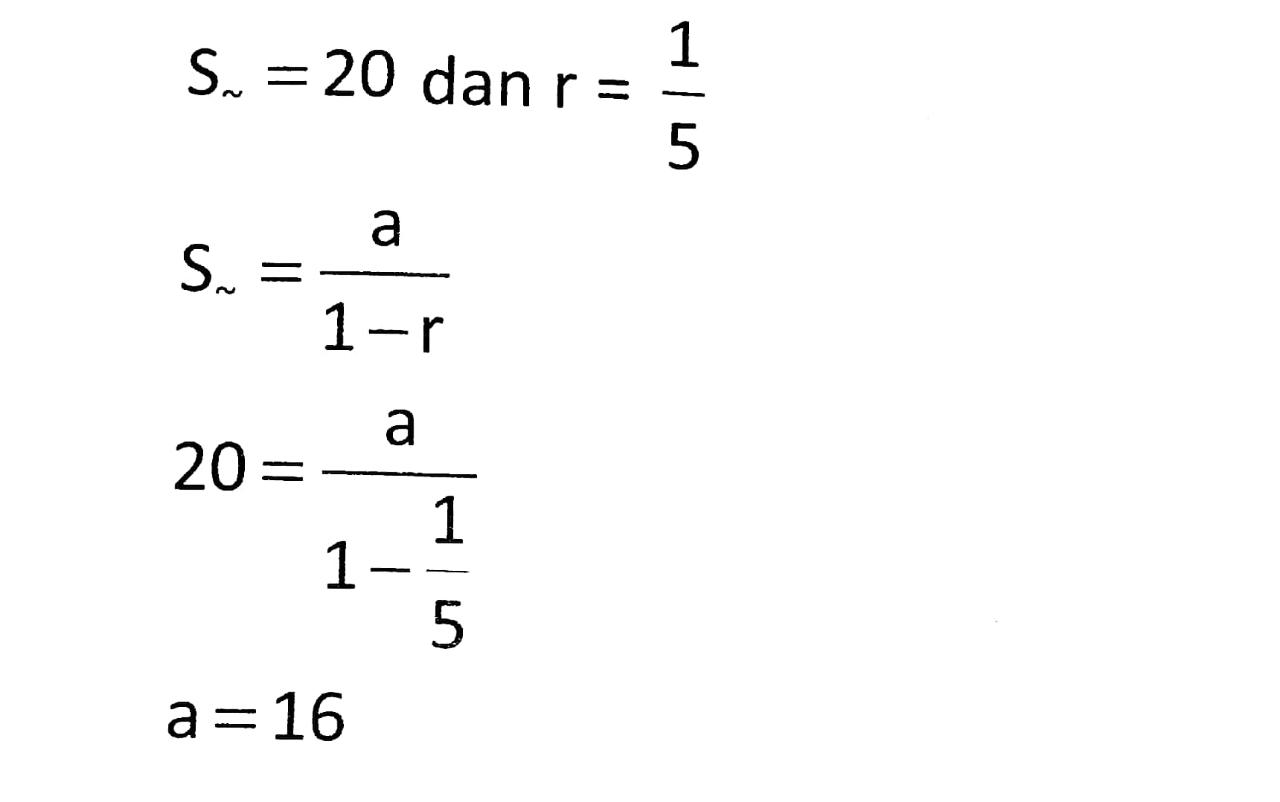 S~ = 20 dan r = 1/5
S~ = a/(1-r)
20 = a/(1-1/5)
a = 16